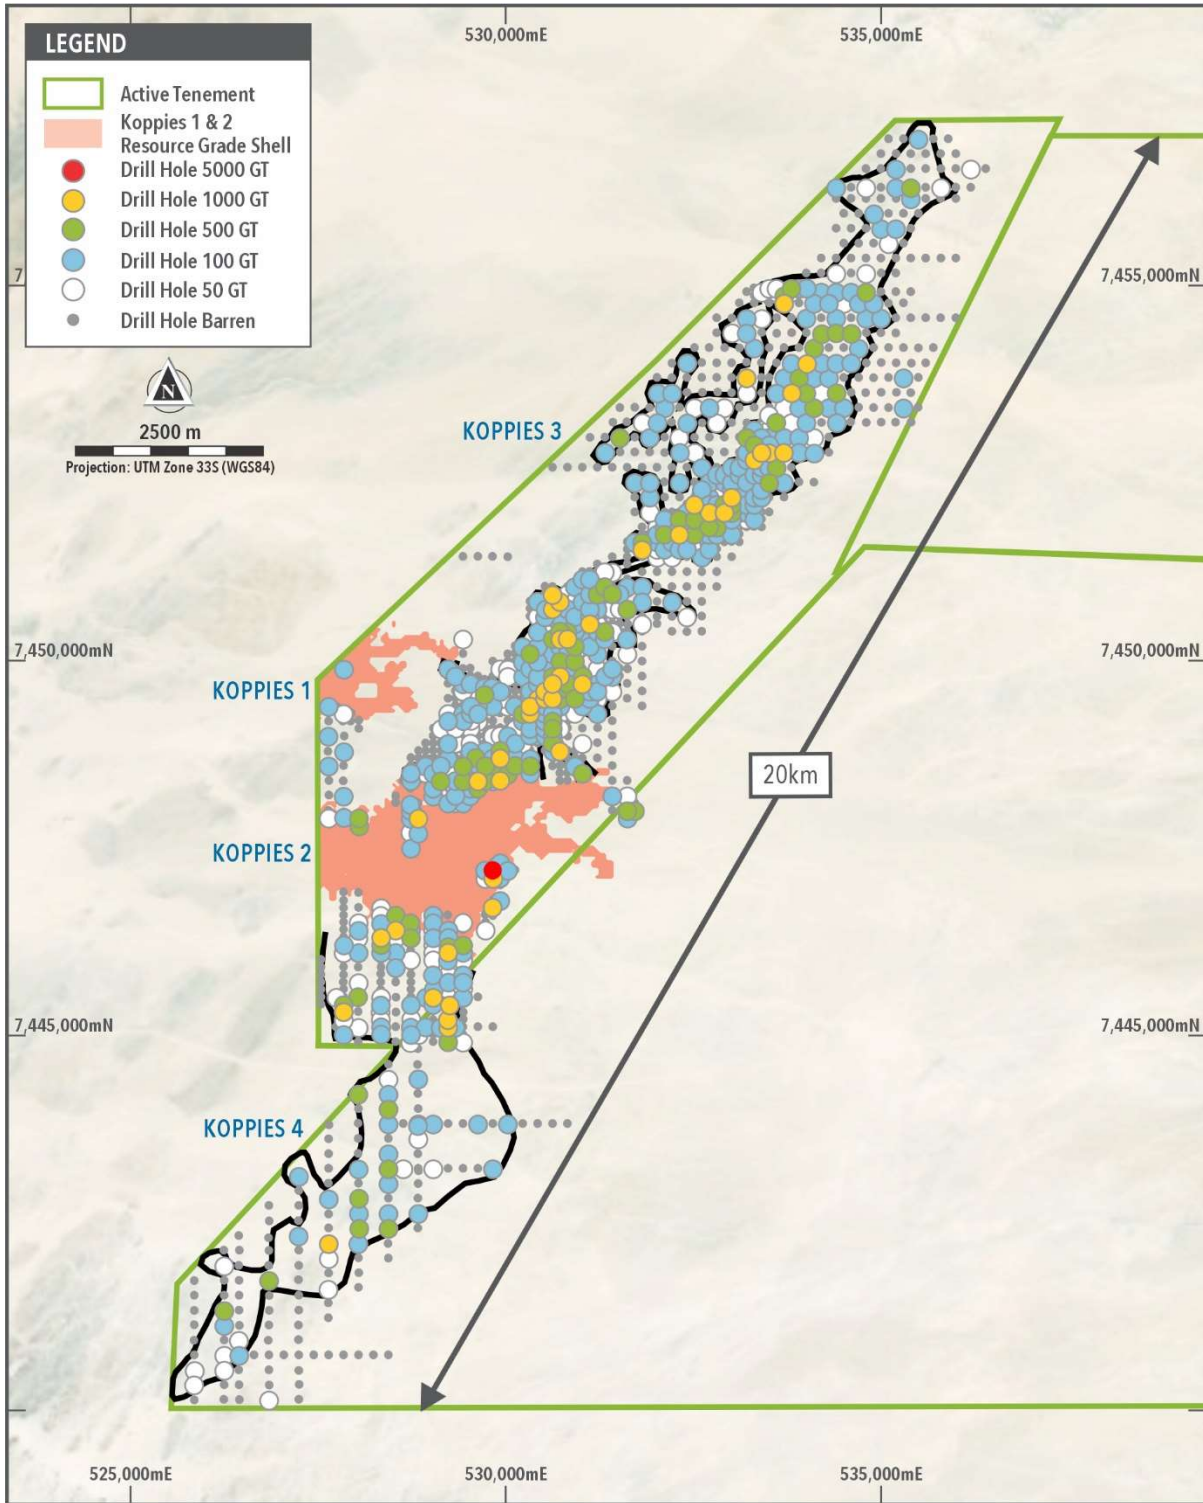 LEGEND
Active Tenement
Koppies 1 & 2
Resource Grade Shell
Drill Hole 5000 GT
Drill Hole 1000 GT
Drill Hole 500 GT
Drill Hole 100 GT
Drill Hole 50 GT
Drill Hole Barren
N
2500 m
Projection: UTM Zone 33S (WGS84)
530,000mE
535,000mE
7
7,455,000mN
KOPPIES 3
7,450,000mN
7,450,000mN
KOPPIES 1
20km
KOPPIES 2
7,445,000mN
7,445,000mN
KOPPIES 4
525,000mE
530,000mE
535,000mE